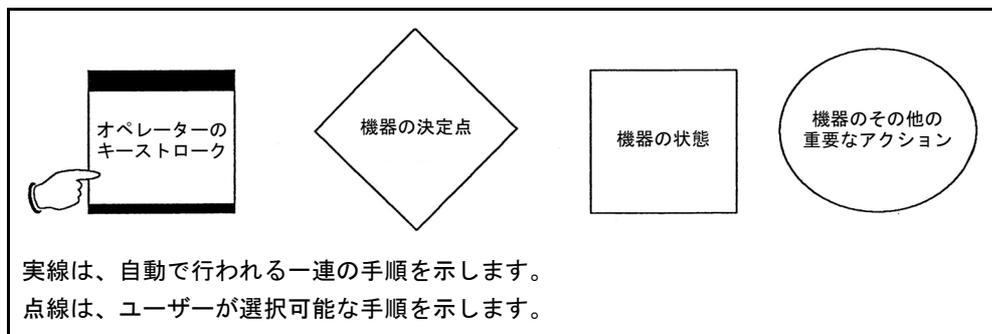 オペレーターの
キーストローク
機器の決定点
機器の状態
機器のその他の
重要なアクション
実線は、自動で行われる一連の手順を示します。
点線は、ユーザーが選択可能な手順を示します。